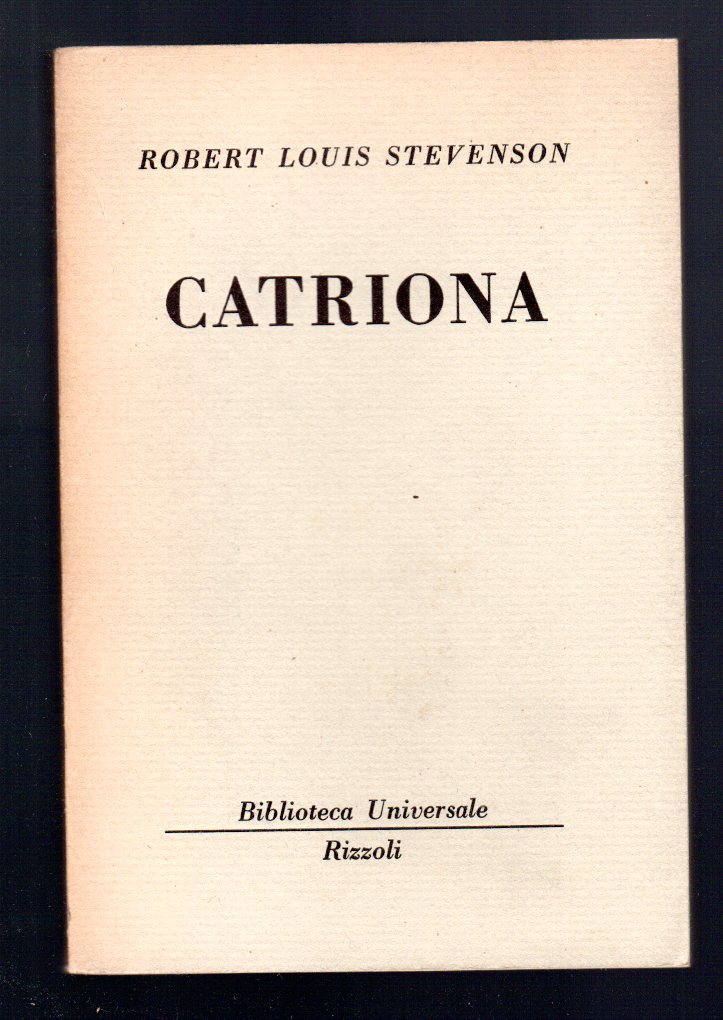 ROBERT LOUIS STEVENSON
CATRIONA
Biblioteca Universale
Rizzoli